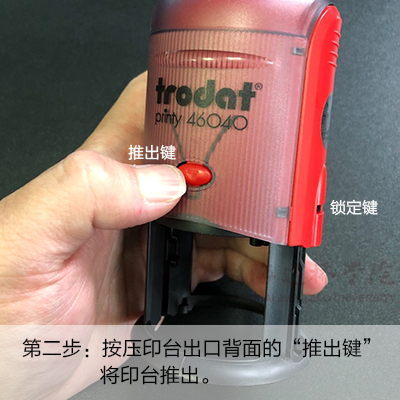 trodat®
printy 46040
推出键
锁定键
第二步：按压印台出口背面的“推出键”
将印台推出。